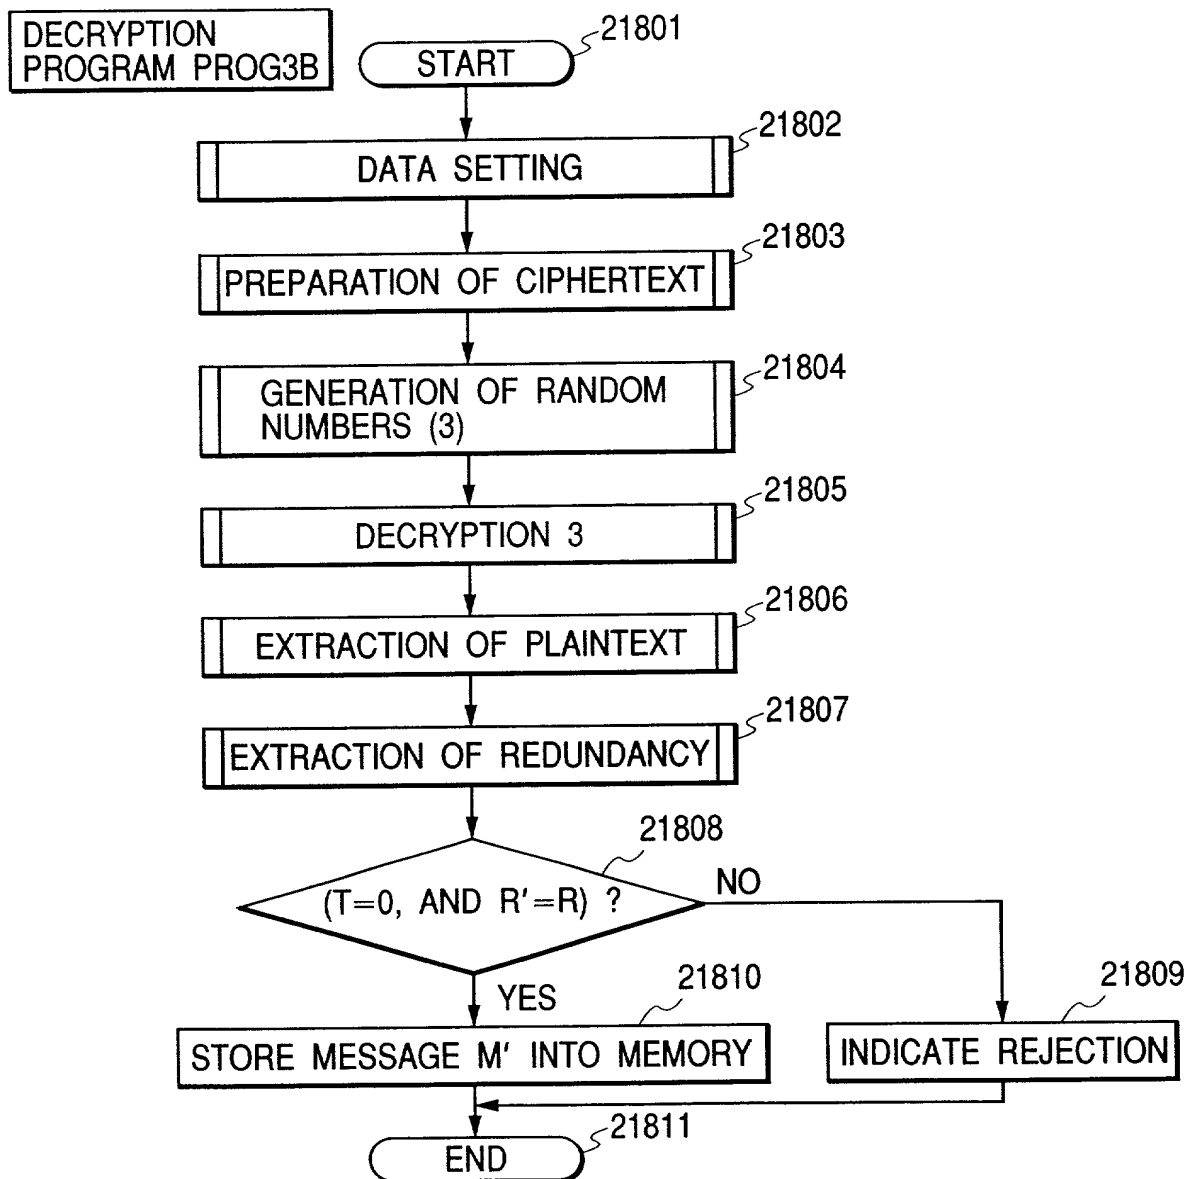 DECRYPTION
PROGRAM PROG3B
START
21801
DATA SETTING
21802
PREPARATION OF CIPHERTEXT
21803
GENERATION OF RANDOM
NUMBERS (3)
21804
DECRYPTION 3
21805
EXTRACTION OF PLAINTEXT
21806
EXTRACTION OF REDUNDANCY
21807
(T=0, AND R'=R) ?
21808
NO
YES
STORE MESSAGE M' INTO MEMORY
21810
INDICATE REJECTION
21809
END
21811